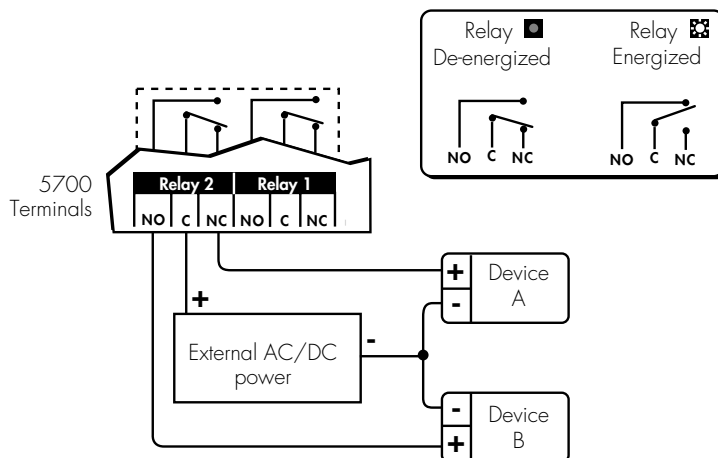 Relay
De-energized
Relay
Energized
NO C NC
NO C NC
5700
Terminals
Relay 2 Relay 1
NO C NC NO C NC
+
-
External AC/DC
power
+
-
Device
A
-
+
Device
B